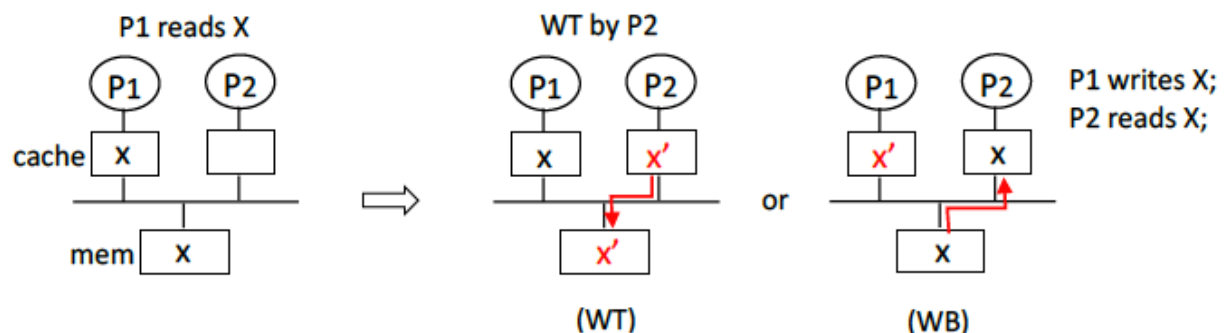 P1 reads X
WT by P2
P1 P2
P1 P2
P1 P2
P1 writes X;
P2 reads X;
cache x
x x'
x' x
or
mem x
x'
x
(WT)
(WB)